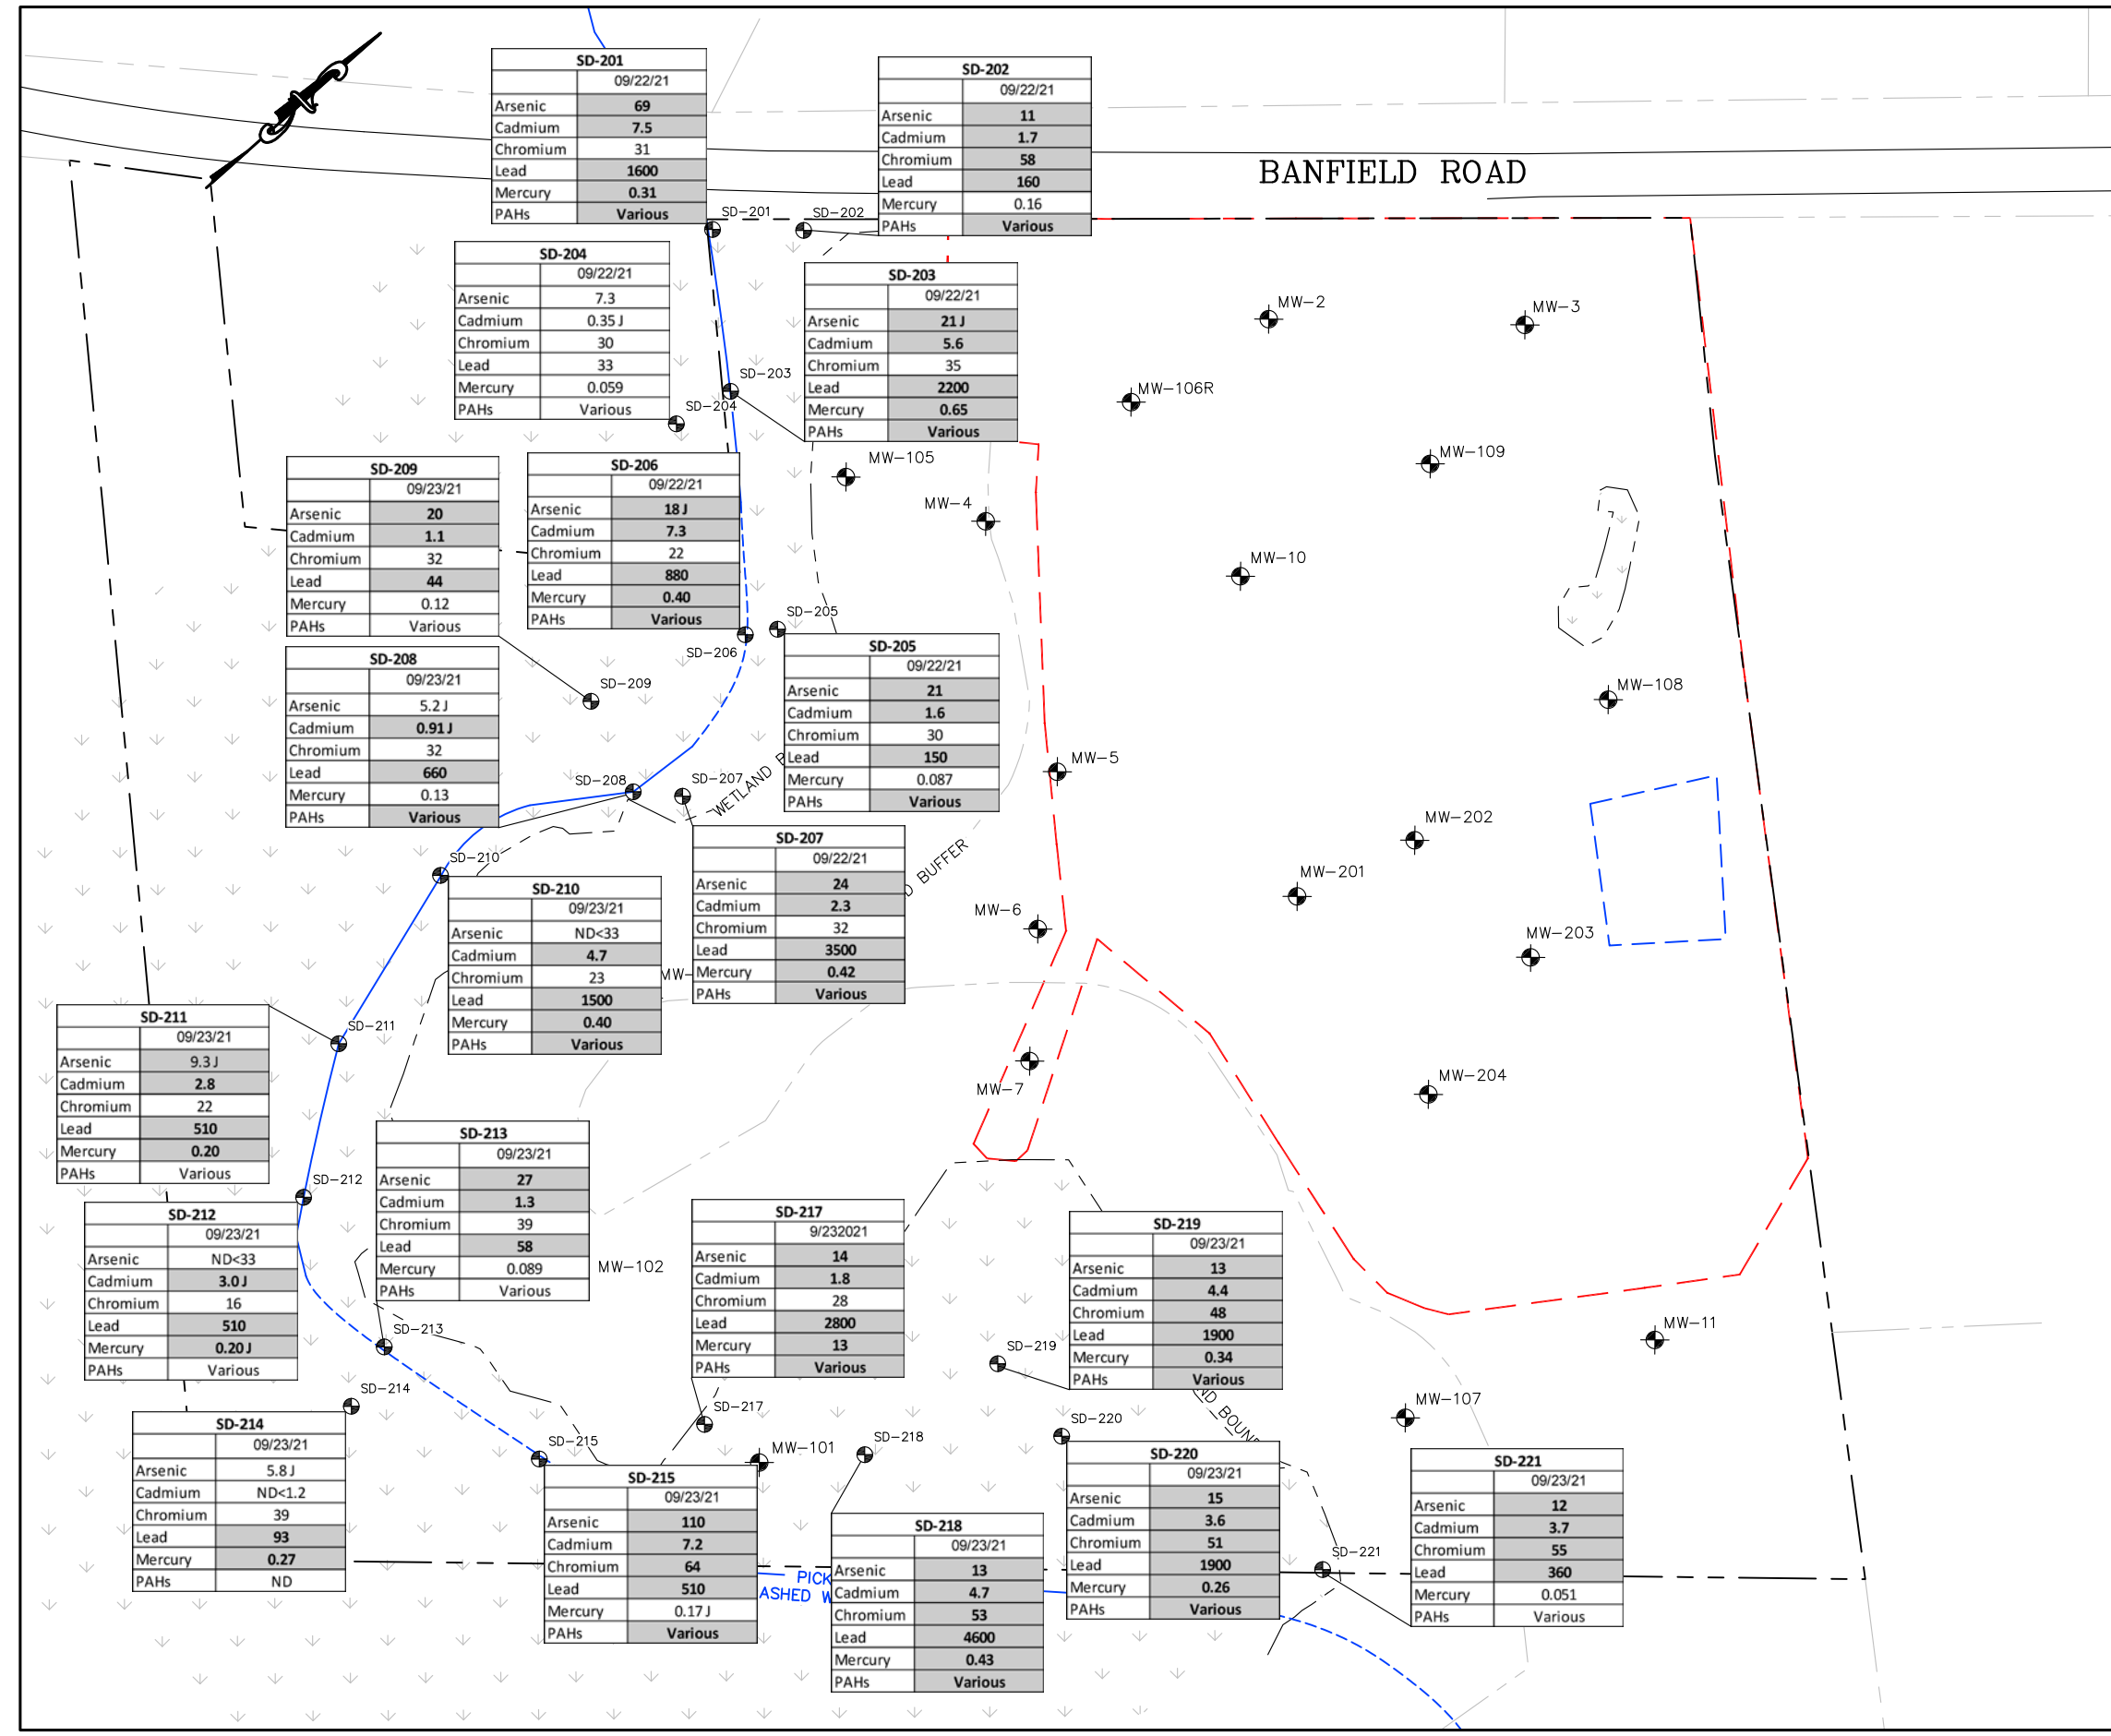 SD-201
09/22/21
Arsenic 69
Cadmium 7.5
Chromium 31
Lead 1600
Mercury 0.31
PAHs Various
SD-202
09/22/21
Arsenic 11
Cadmium 1.7
Chromium 58
Lead 160
Mercury 0.16
PAHs Various
BANFIELD ROAD
SD-201
SD-202
SD-204
09/22/21
Arsenic 7.3
Cadmium 0.35 J
Chromium 30
Lead 33
Mercury 0.059
PAHs Various
SD-203
09/22/21
Arsenic 21 J
Cadmium 5.6
Chromium 35
Lead 2200
Mercury 0.65
PAHs Various
MW-2
MW-3
SD-203
SD-204
MW-106R
MW-105
MW-109
MW-4
SD-209
09/23/21
Arsenic 20
Cadmium 1.1
Chromium 32
Lead 44
Mercury 0.12
PAHs Various
SD-206
09/22/21
Arsenic 18 J
Cadmium 7.3
Chromium 22
Lead 880
Mercury 0.40
PAHs Various
MW-10
SD-205
SD-206
SD-209
SD-208
09/23/21
Arsenic 5.2 J
Cadmium 0.91 J
Chromium 32
Lead 660
Mercury 0.13
PAHs Various
SD-205
09/22/21
Arsenic 21
Cadmium 1.6
Chromium 30
Lead 150
Mercury 0.087
PAHs Various
MW-108
MW-5
SD-208
SD-207
WETLAND B
MW-202
SD-210
D BUFFER
MW-201
SD-207
09/22/21
Arsenic 24
Cadmium 2.3
Chromium 32
Lead 3500
Mercury 0.42
PAHs Various
SD-210
09/23/21
Arsenic ND<33
Cadmium 4.7
Chromium 23
Lead 1500
Mercury 0.40
PAHs Various
MW-
MW-6
MW-203
SD-211
09/23/21
Arsenic 9.3 J
Cadmium 2.8
Chromium 22
Lead 510
Mercury 0.20
PAHs Various
SD-211
MW-7
MW-204
SD-213
09/23/21
Arsenic 27
Cadmium 1.3
Chromium 39
Lead 58
Mercury 0.089
PAHs Various
SD-212
SD-212
09/23/21
Arsenic ND<33
Cadmium 3.0 J
Chromium 16
Lead 510
Mercury 0.20 J
PAHs Various
MW-102
SD-217
9/232021
Arsenic 14
Cadmium 1.8
Chromium 28
Lead 2800
Mercury 13
PAHs Various
SD-219
09/23/21
Arsenic 13
Cadmium 4.4
Chromium 48
Lead 1900
Mercury 0.34
PAHs Various
SD-213
SD-219
MW-11
SD-214
SD-217
ND BOUN
MW-107
SD-220
SD-214
09/23/21
Arsenic 5.8 J
Cadmium ND<1.2
Chromium 39
Lead 93
Mercury 0.27
PAHs ND
SD-215
MW-101
SD-218
SD-215
09/23/21
Arsenic 110
Cadmium 7.2
Chromium 64
Lead 510
Mercury 0.17 J
PAHs Various
PICK
ASHED W
SD-218
09/23/21
Arsenic 13
Cadmium 4.7
Chromium 53
Lead 4600
Mercury 0.43
PAHs Various
SD-220
09/23/21
Arsenic 15
Cadmium 3.6
Chromium 51
Lead 1900
Mercury 0.26
PAHs Various
SD-221
SD-221
09/23/21
Arsenic 12
Cadmium 3.7
Chromium 55
Lead 360
Mercury 0.051
PAHs Various